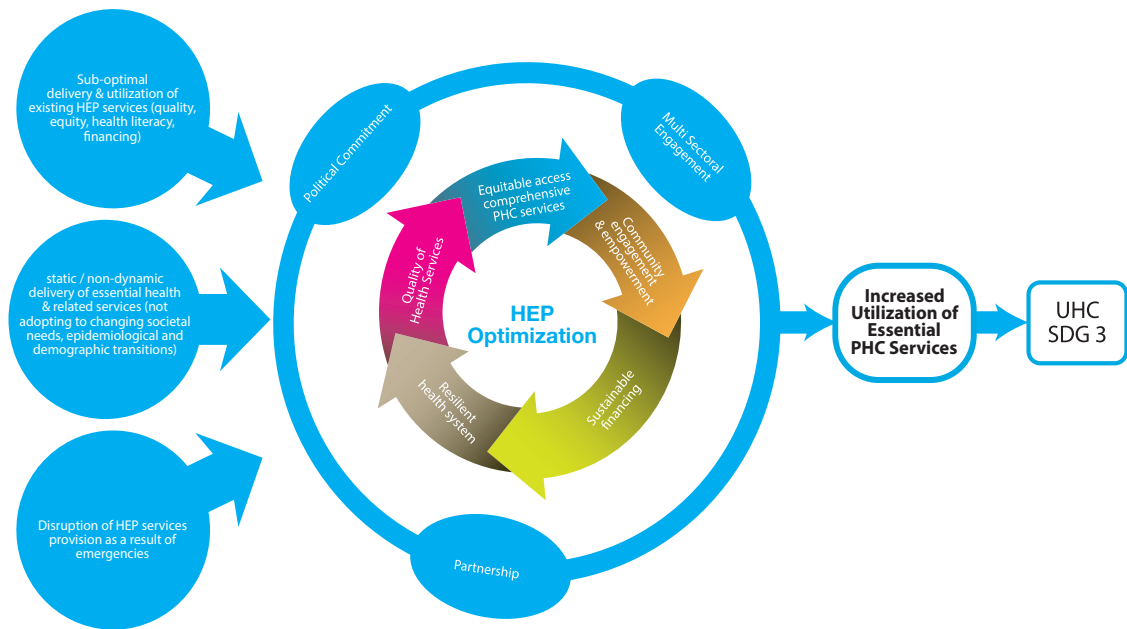 Sub-optimal
delivery & utilization of
existing HEP services (quality,
equity, health literacy,
financing)
static / non-dynamic
delivery of essential health
& related services (not
adopting to changing societal
needs, epidemiological and
demographic transitions)
Disruption of HEP services
provision as a result of
emergencies
Political Commitment
Multi Sectoral
Engagement
Partnership
Equitable access
comprehensive
PHC services
Community
engagement
& empowerment
Sustainable
financing
Resilient
health system
Quality of
Health Services
HEP
Optimization
Increased
Utilization of
Essential
PHC Services
UHC
SDG 3